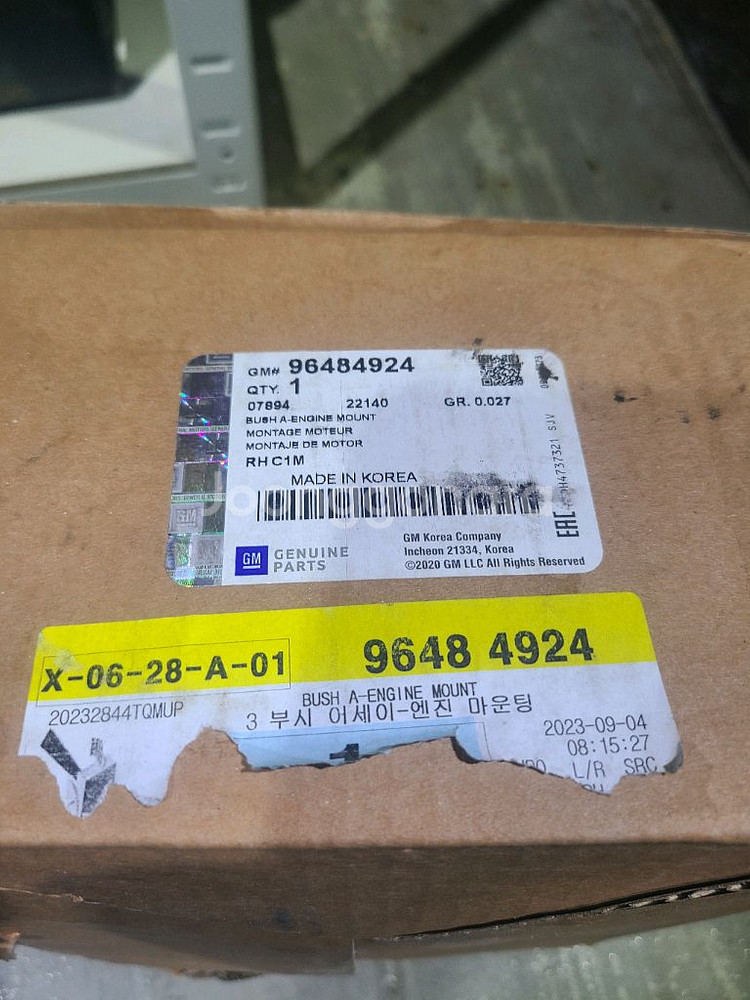 GM# 96484924
QTY. 1
07894 22140 GR. 0.027
BUSH A-ENGINE MOUNT
MONTAGE MOTEUR
MONTAJE DE MOTOR
RH C1M
MADE IN KOREA
GM GENUINE PARTS
GM Korea Company
Incheon 21334, Korea
©2020 GM LLC All Rights Reserved
EAC
X-06-28-A-01
9648 4924
20232844TQMUP
BUSH A-ENGINE MOUNT
3 부시 어세이-엔진 마운팅
2023-09-04
08:15:27
L/R SRC